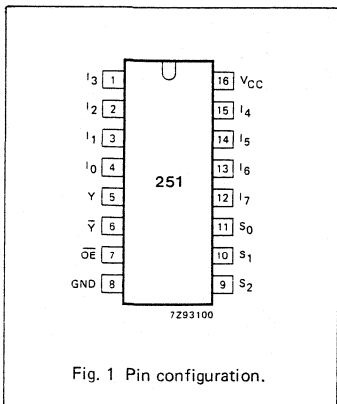 I3 1 16 VCC
I2 2 15 I4
I1 3 14 I5
I0 4 13 I6
251
Y 5 12 I7
Y̅ 6 11 S0
O̅E̅ 7 10 S1
GND 8 9 S2
7Z93100
Fig. 1 Pin configuration.